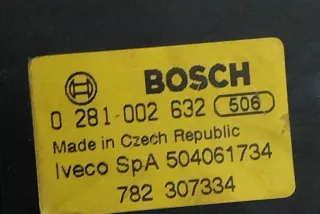 BOSCH
0 281 002 632 506
Made in Czech Republic
Iveco SpA 504061734
782 307334